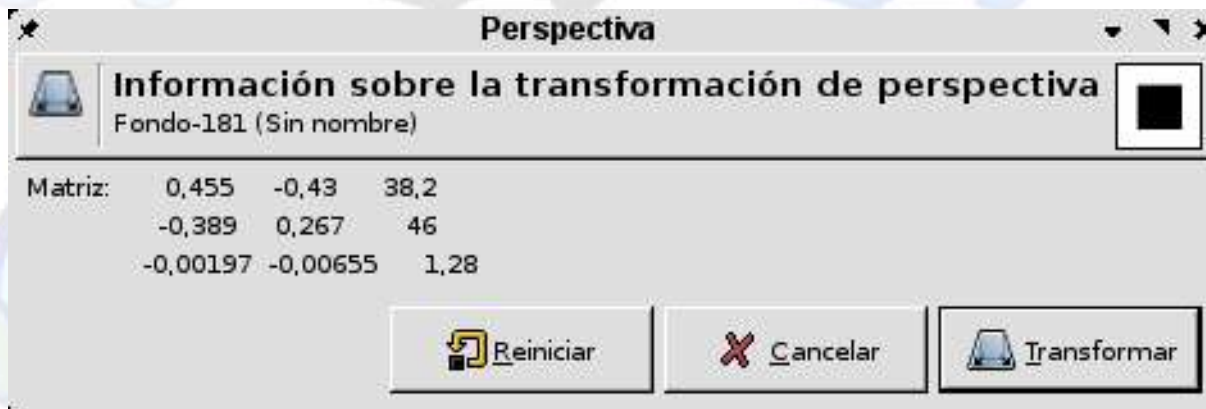 Perspectiva
Información sobre la transformación de perspectiva
Fondo-181 (Sin nombre)
Matriz: 0,455 -0,43 38,2
-0,389 0,267 46
-0,00197 -0,00655 1,28
Reiniciar Cancelar Transformar